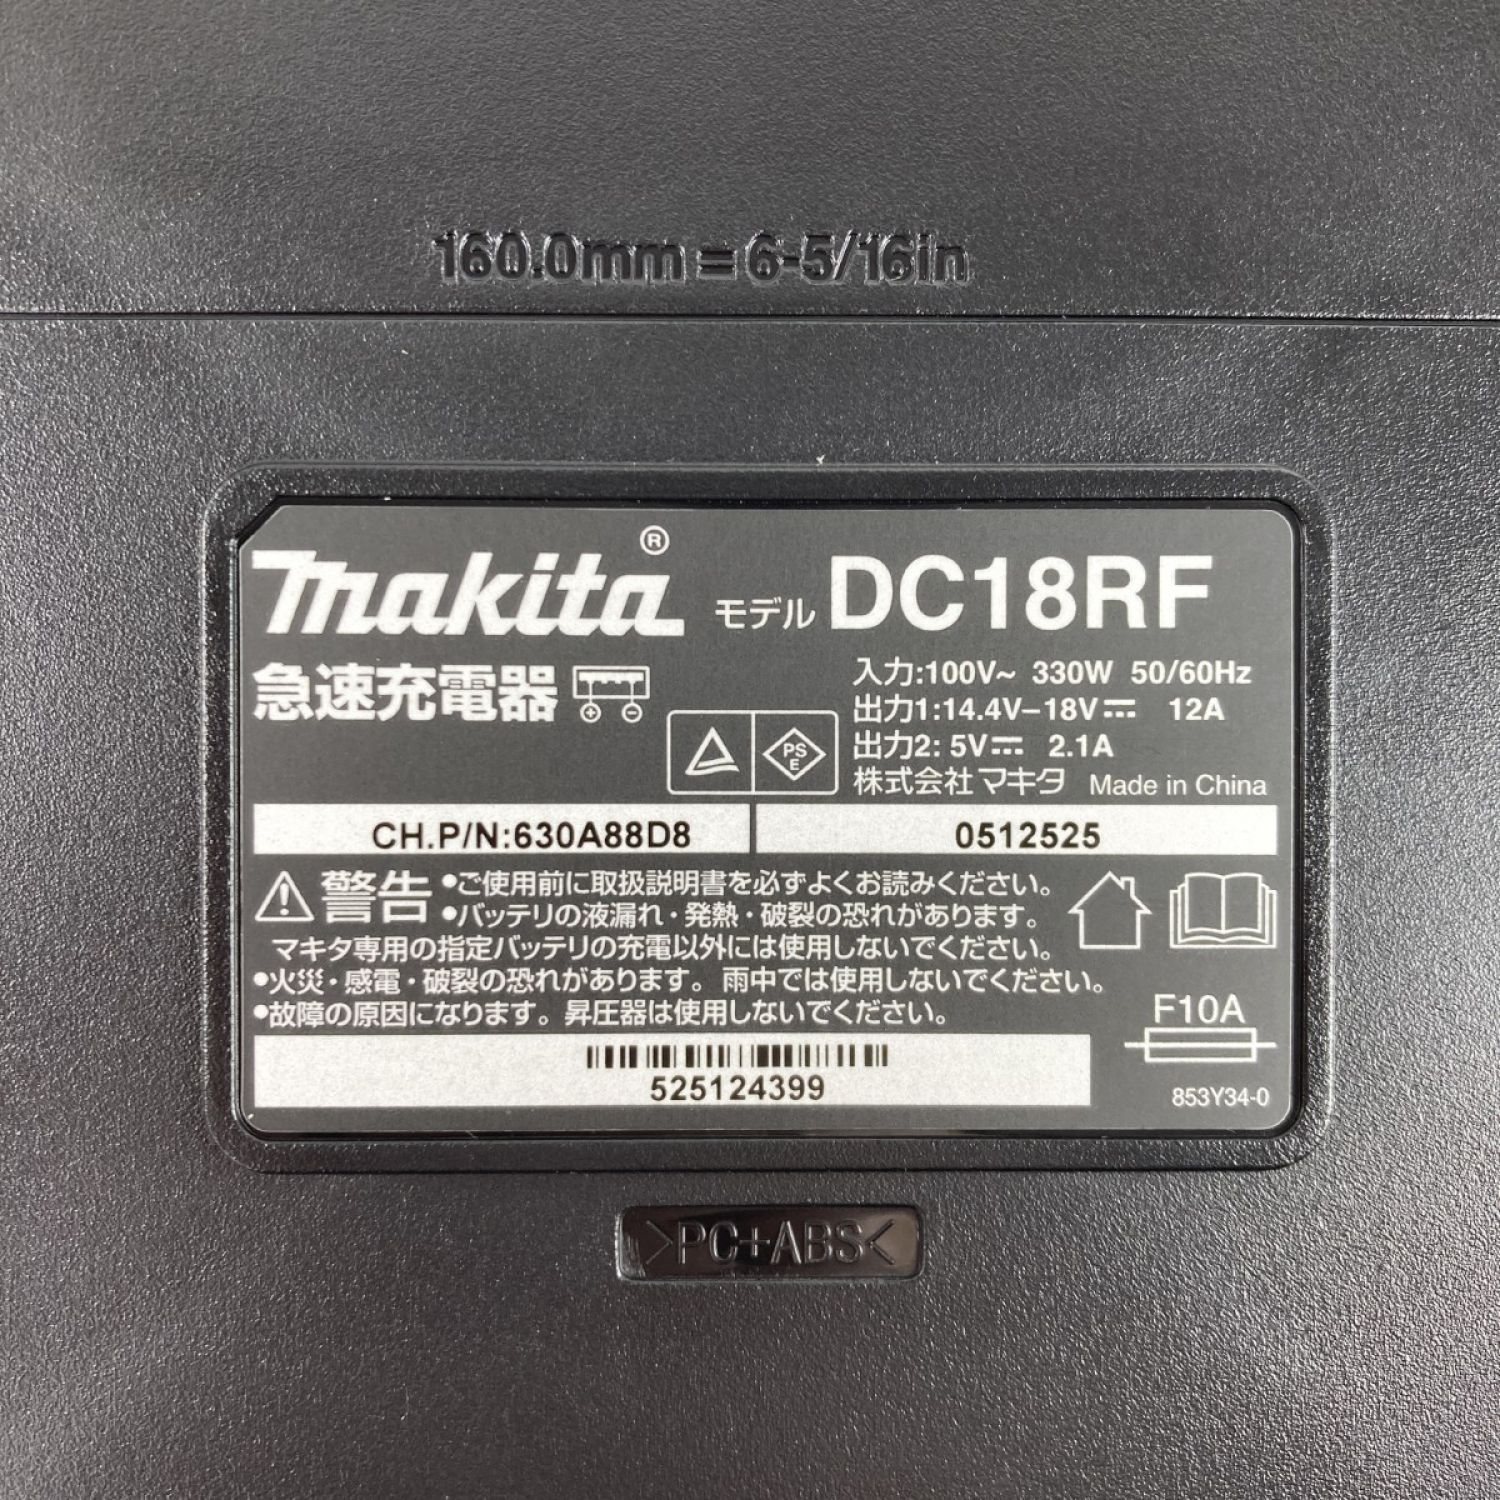 160.0mm = 6-5/16in
makita® モデル DC18RF
急速充電器
入力:100V~ 330W 50/60Hz
出力1:14.4V–18V⎓ 12A
出力2: 5V⎓ 2.1A
PS E
株式会社 マキタ Made in China
CH.P/N:630A88D8 0512525
⚠警告 •ご使用前に取扱説明書を必ずよくお読みください。
•バッテリの液漏れ・発熱・破裂の恐れがあります。
マキタ専用の指定バッテリの充電以外には使用しないでください。
•火災・感電・破裂の恐れがあります。雨中では使用しないでください。
•故障の原因になります。昇圧器は使用しないでください。
F10A
525124399
853Y34-0
>PC+ABS<